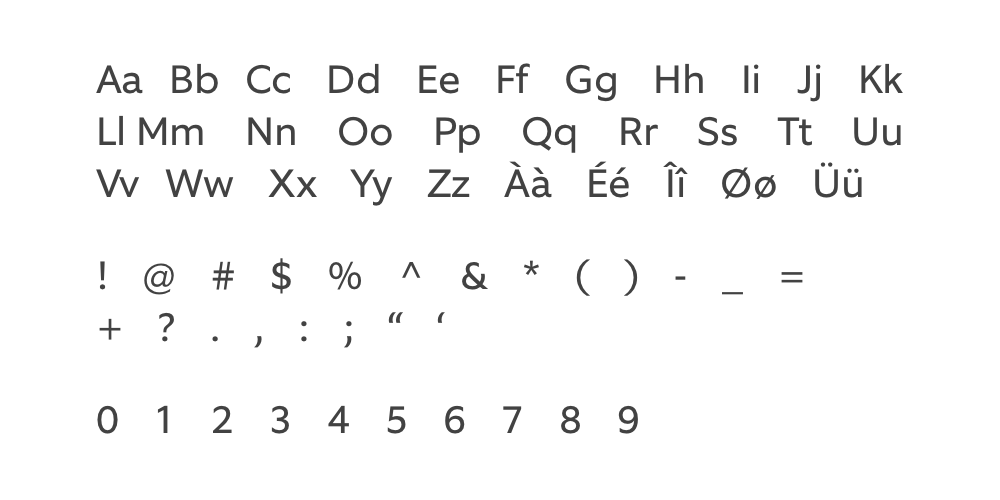 Aa Bb Cc Dd Ee Ff Gg Hh Ii Jj Kk
Ll Mm Nn Oo Pp Qq Rr Ss Tt Uu
Vv Ww Xx Yy Zz Àà Éé Îî Øø Üü
! @ # $ % ^ & * ( ) - _ =
+ ? . , : ; “ ‘
0 1 2 3 4 5 6 7 8 9